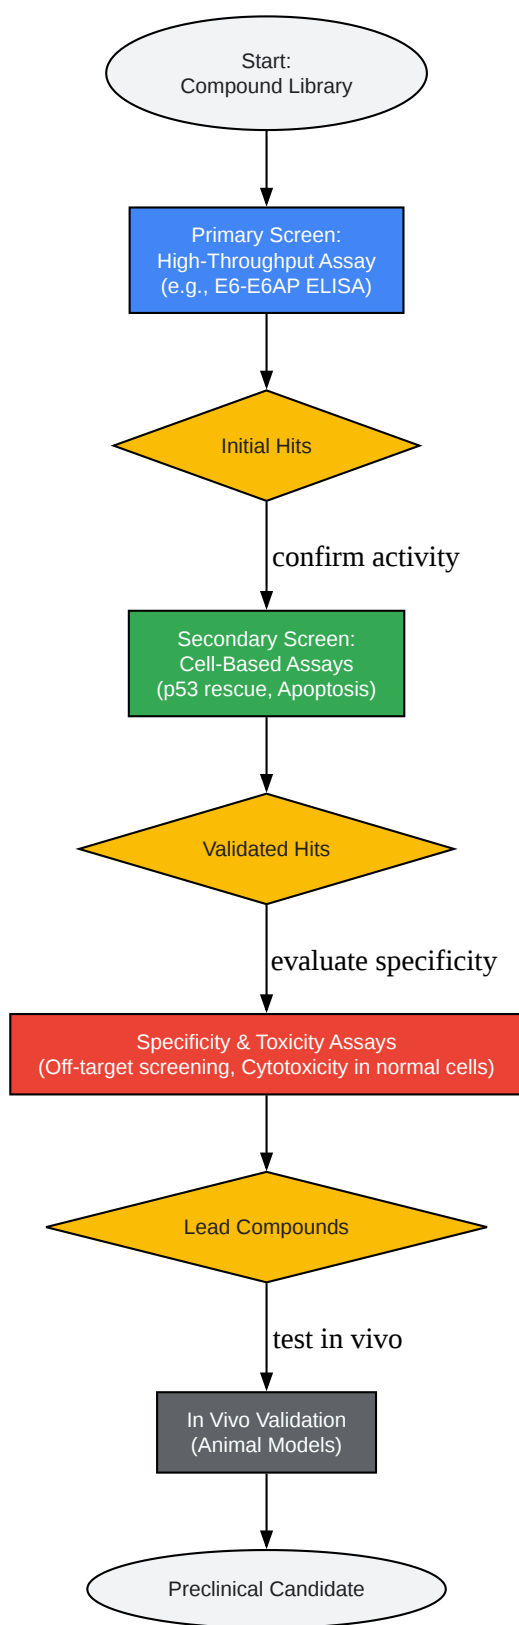 Start:
Compound Library
Primary Screen:
High-Throughput Assay
(e.g., E6-E6AP ELISA)
Initial Hits
confirm activity
Secondary Screen:
Cell-Based Assays
(p53 rescue, Apoptosis)
Validated Hits
evaluate specificity
Specificity & Toxicity Assays
(Off-target screening, Cytotoxicity in normal cells)
Lead Compounds
test in vivo
In Vivo Validation
(Animal Models)
Preclinical Candidate